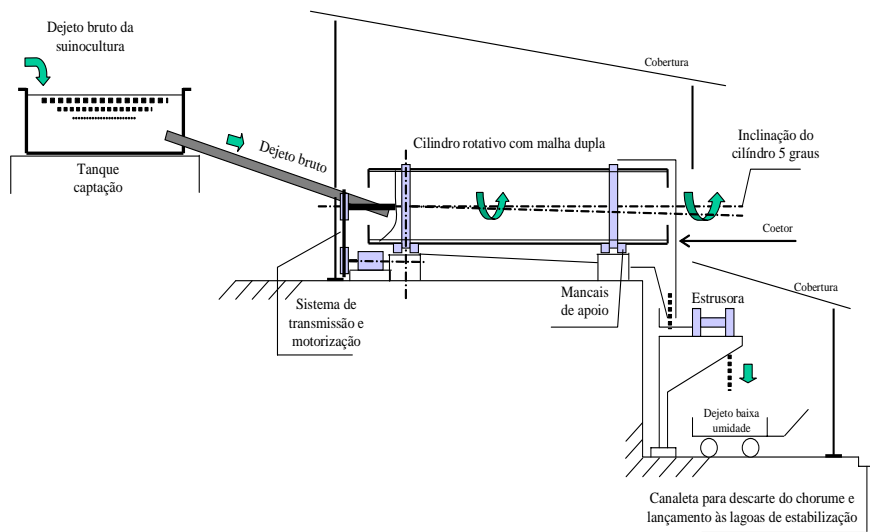 Dejeto bruto da
suinocultura
Cobertura
Dejeto bruto
Cilindro rotativo com malha dupla
Inclinação do
cilíndro 5 graus
Tanque
captação
Coetor
Cobertura
Sistema de
transmissão e
motorização
Mancais
de apoio
Estrusora
Dejeto baixa
umidade
Canaleta para descarte do chorume e
lançamento às lagoas de estabilização